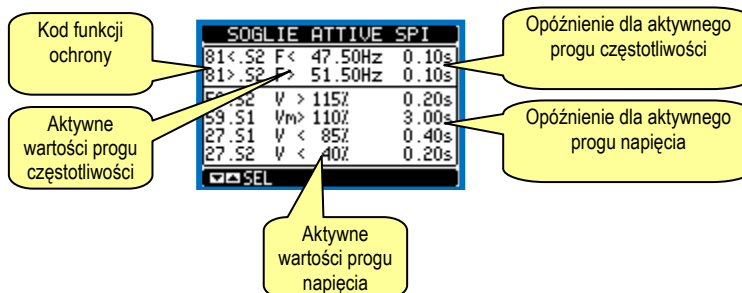 Kod funkcji
ochrony
SOGLIE ATTIVE SPI
81<.S2 F< 47.50Hz 0.10s
81>.S2 F> 51.50Hz 0.10s
59.S2 V > 115% 0.20s
59.S1 Vm> 110% 3.00s
27.S1 V < 85% 0.40s
27.S2 V < 40% 0.20s
SEL
Opóźnienie dla aktywnego
progu częstotliwości
Aktywne
wartości progu
częstotliwości
Opóźnienie dla aktywnego
progu napięcia
Aktywne
wartości progu
napięcia